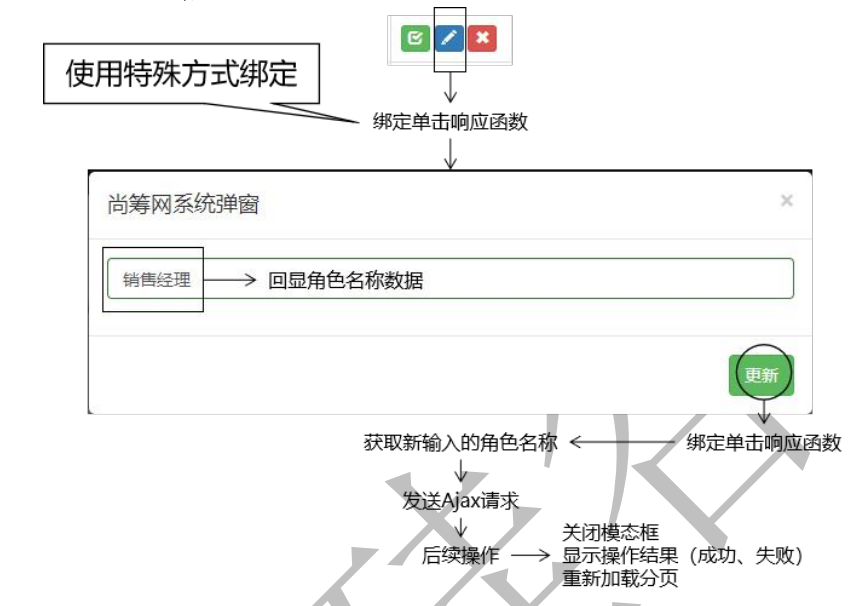 使用特殊方式绑定
绑定单击响应函数
尚筹网系统弹窗
×
销售经理
回显角色名称数据
更新
获取新输入的角色名称
绑定单击响应函数
发送Ajax请求
后续操作
关闭模态框
显示操作结果（成功、失败）
重新加载分页